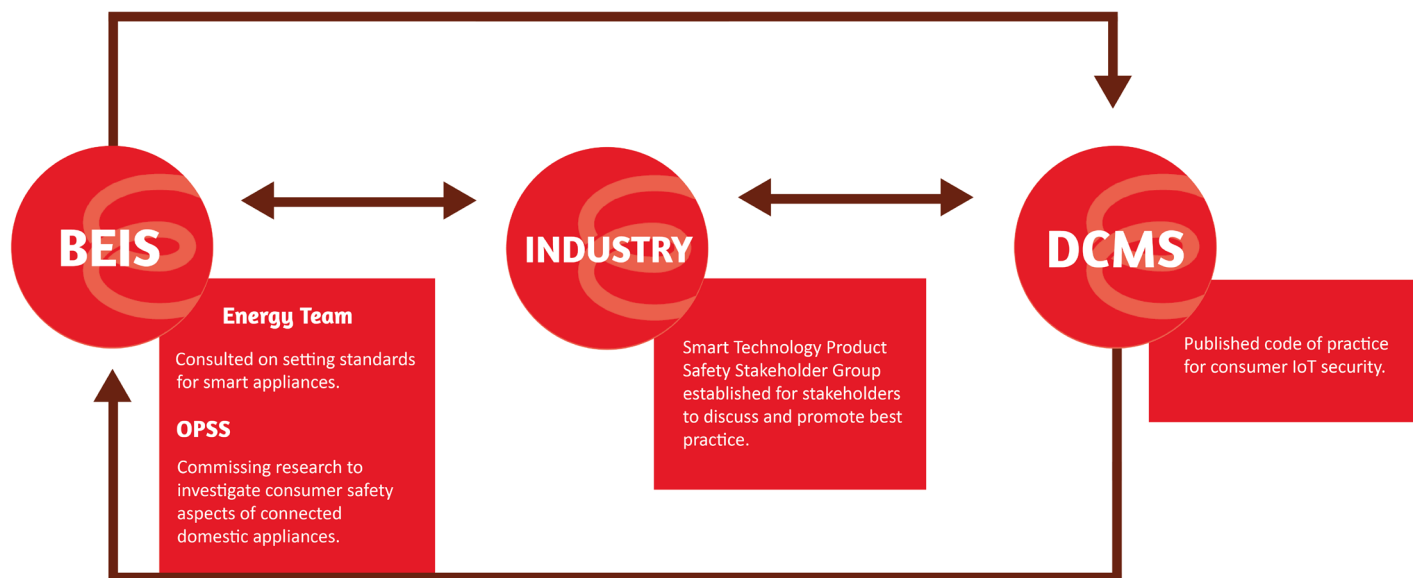 BEIS
Energy Team
Consulted on setting standards
for smart appliances.
OPSS
Commissing research to
investigate consumer safety
aspects of connected
domestic appliances.
INDUSTRY
Smart Technology Product
Safety Stakeholder Group
established for stakeholders
to discuss and promote best
practice.
DCMS
Published code of practice
for consumer IoT security.